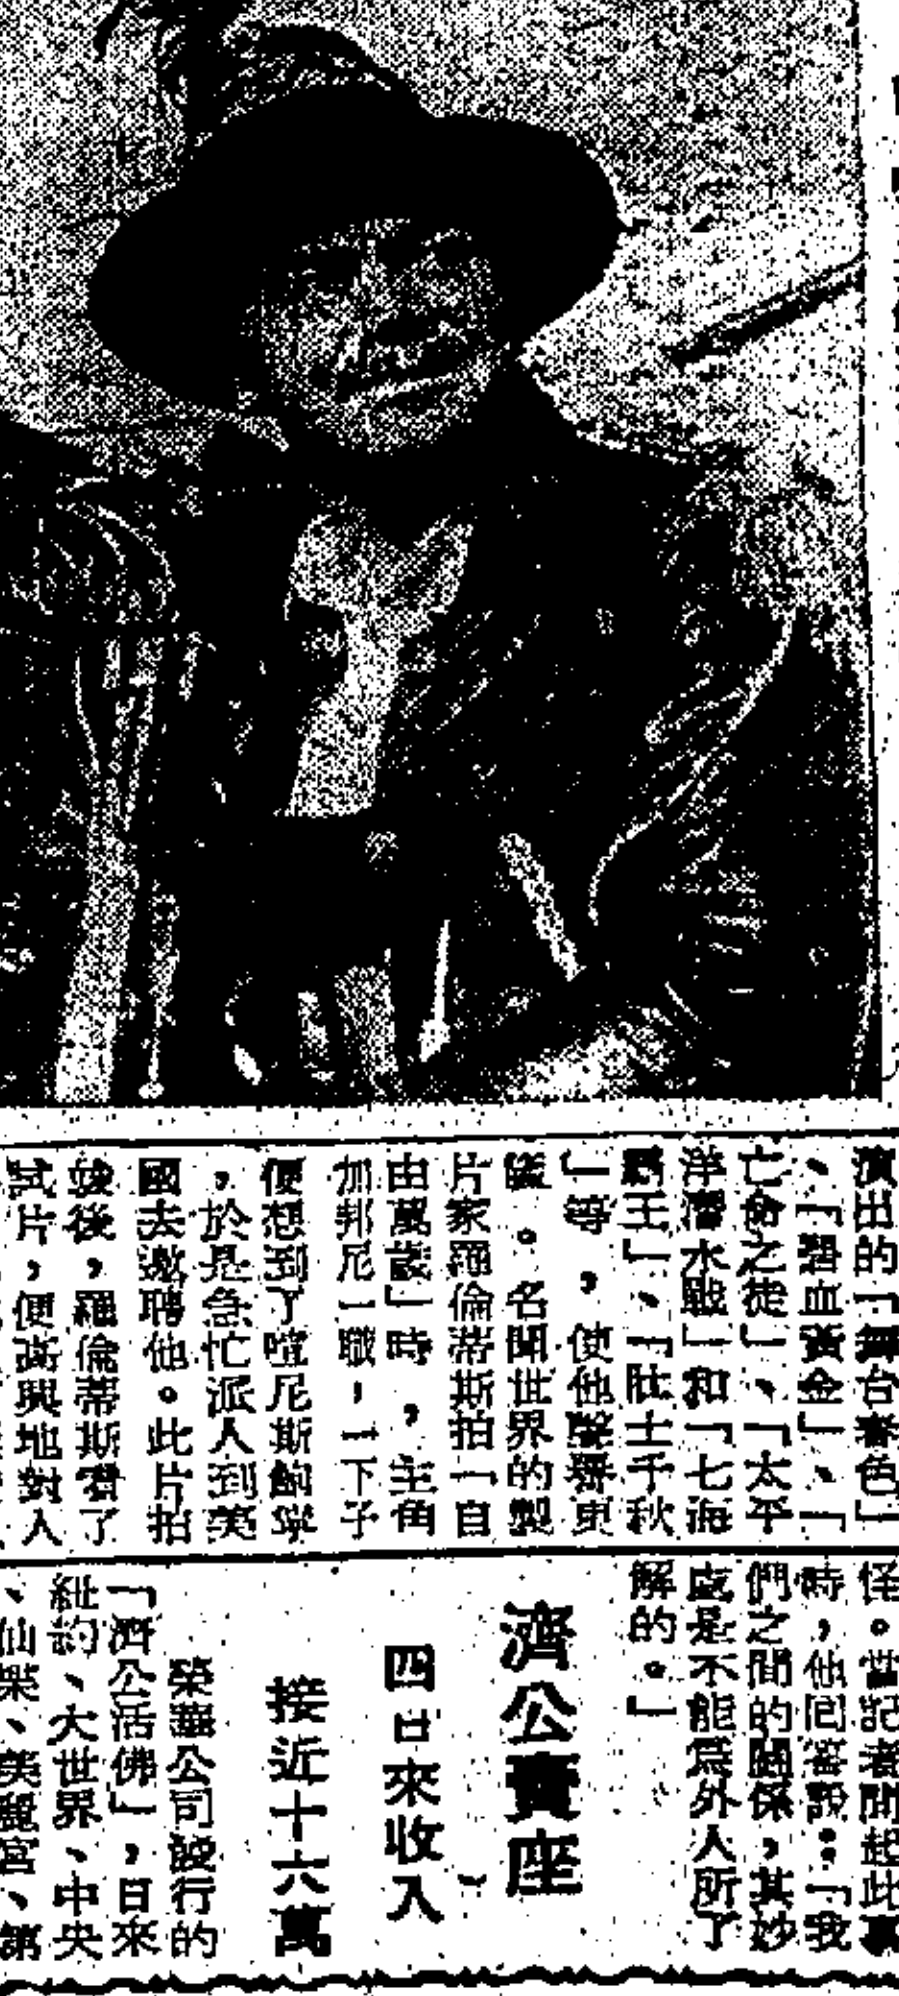 演出的「舞台春色」
、「碧血黃金」、「
亡命之徒」、「太平
洋潛水戰」和「七海
霸王」、「肽士千秋
」等，使他聲譽更
隆。名聞世界的製
片家羅倫蒂斯拍「自
由萬歲」時，主角
加邦尼一職，一下子
便想到了喧尼斯鮑寧
，於是急忙派人到美
國去邀聘他。此片拍
竣後，羅倫蒂斯看了
試片，便高興地對人
怪。當記者問起此事
時，他回答說：「我
們之間的關係，其妙
處是不能爲外人所了
解的。」
濟公賣座
四日來收入
接近十六萬
榮華公司發行的
「濟公活佛」，日來
紐約、大世界、中央
、仙樂、美麗宮、第